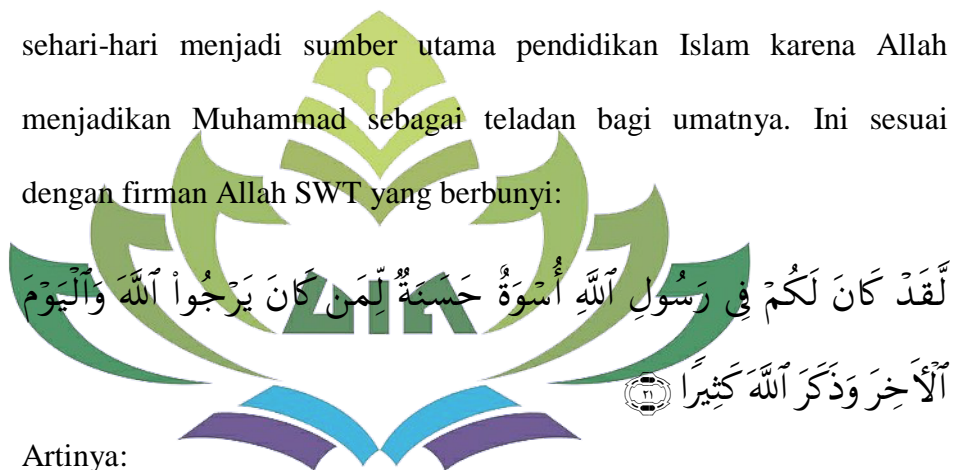 sehari-hari menjadi sumber utama pendidikan Islam karena Allah
menjadikan Muhammad sebagai teladan bagi umatnya. Ini sesuai
dengan firman Allah SWT yang berbunyi:
لَّقَدۡ كَانَ لَكُمۡ فِي رَسُولِ ٱللَّهِ أُسۡوَةٌ حَسَنَةٞ لِّمَن كَانَ يَرۡجُواْ ٱللَّهَ وَٱلۡيَوۡمَ
ٱلۡأٓخِرَ وَذَكَرَ ٱللَّهَ كَثِيرٗا ٢١
Artinya: